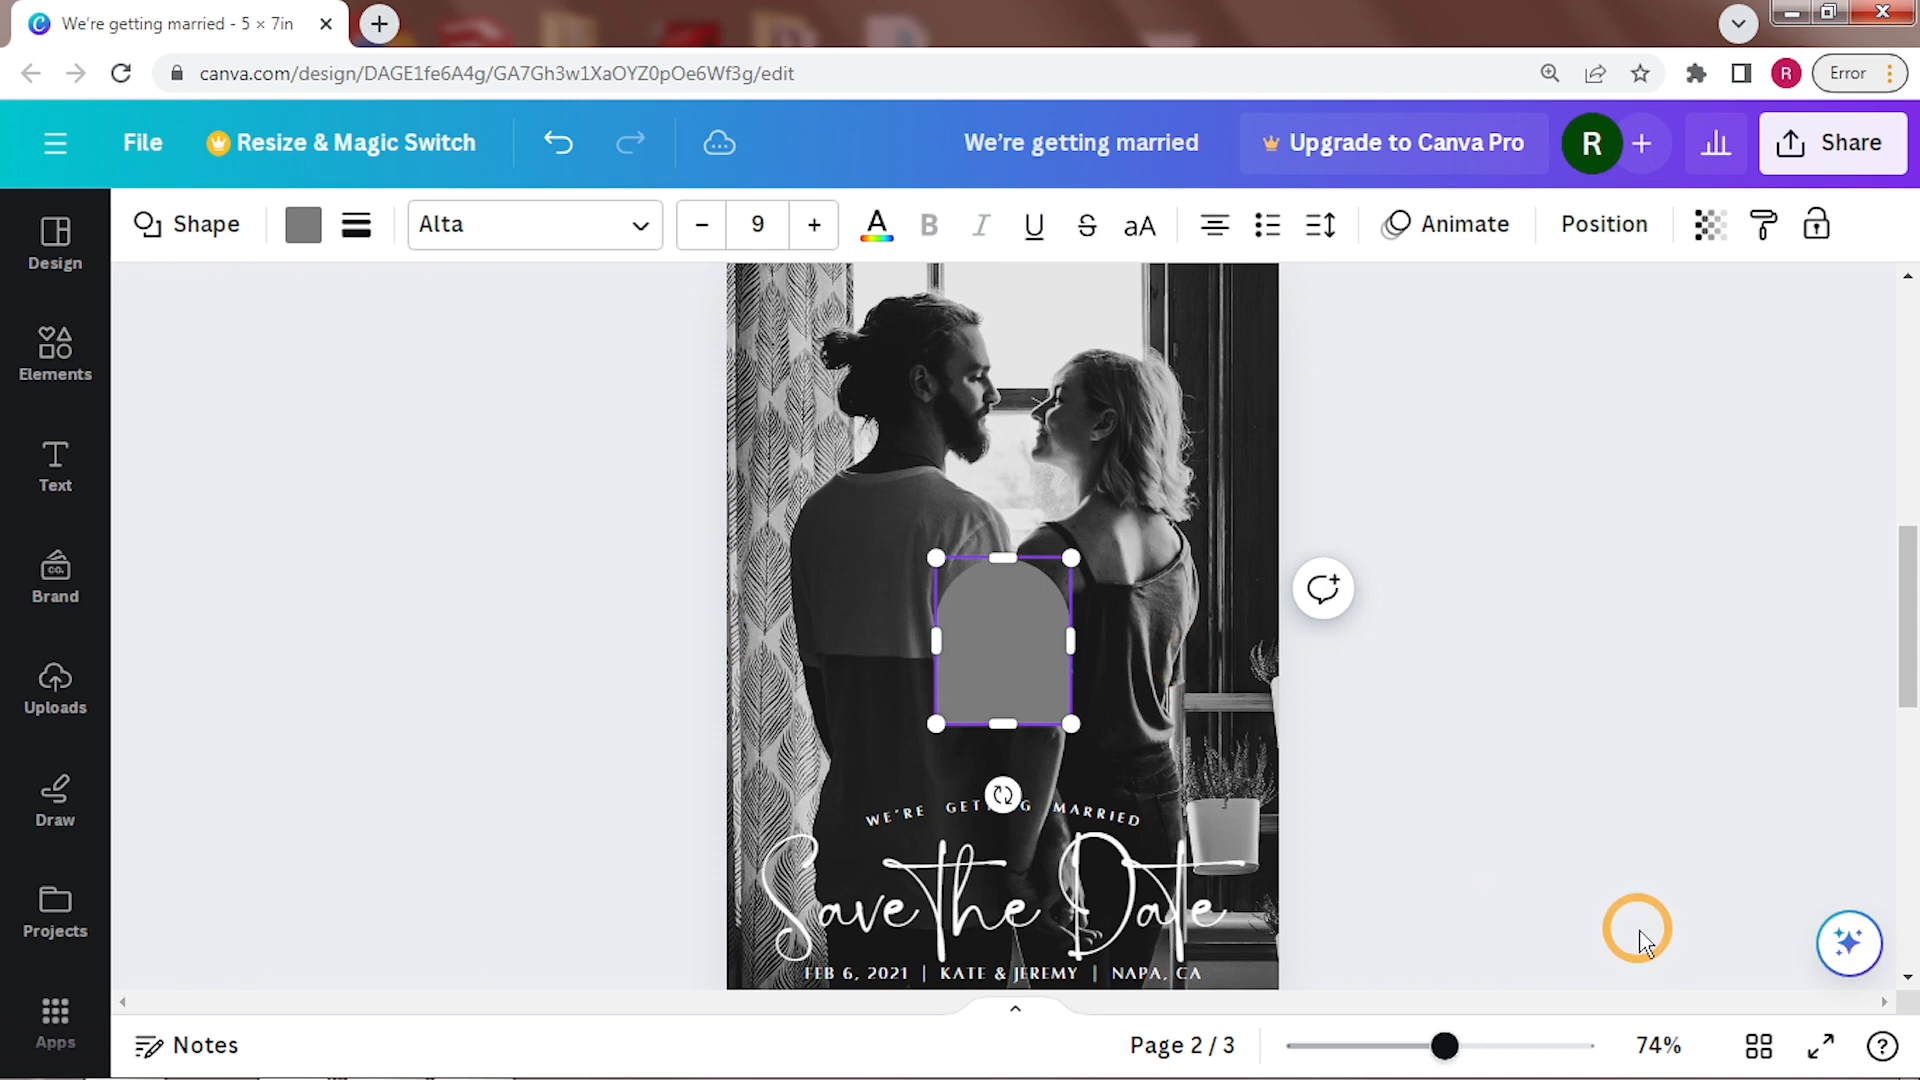 We're getting married - 5 × 7in
canva.com/design/DAGE1fe6A4g/GA7Gh3w1XaOYZ0pOe6Wf3g/edit
R
Error
File
Resize & Magic Switch
We're getting married
Upgrade to Canva Pro
R
Share
Shape
Alta
9
A
B
I
U
S
aA
Animate
Position
Design
Elements
Text
CO.
Brand
Uploads
Draw
Projects
Apps
WE'RE GETTING MARRIED
Save the Date
FEB 6, 2021 | KATE & JEREMY | NAPA, CA
Notes
Page 2 / 3
74%